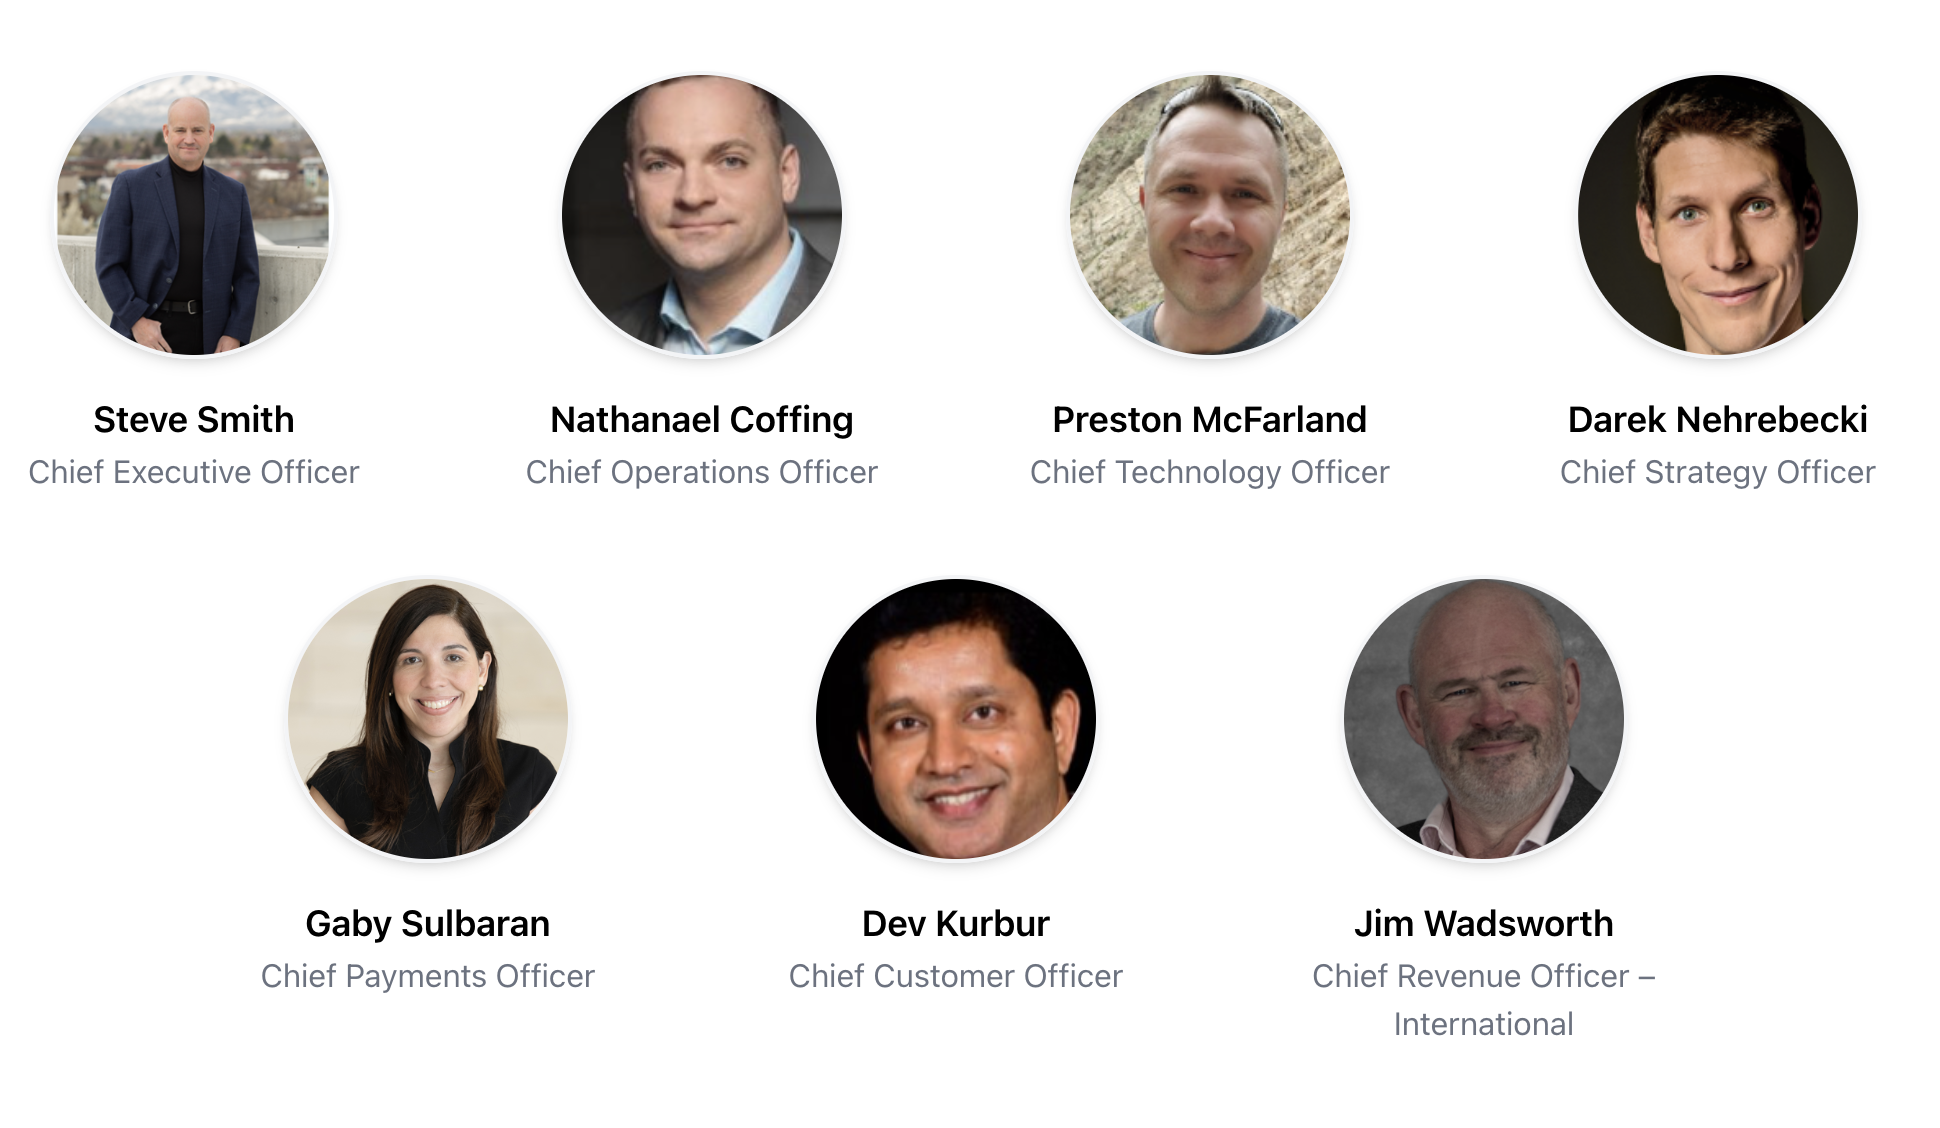 Steve Smith
Chief Executive Officer
Nathanael Coffing
Chief Operations Officer
Preston McFarland
Chief Technology Officer
Darek Nehrebecki
Chief Strategy Officer
Gaby Sulbaran
Chief Payments Officer
Dev Kurbur
Chief Customer Officer
Jim Wadsworth
Chief Revenue Officer –
International